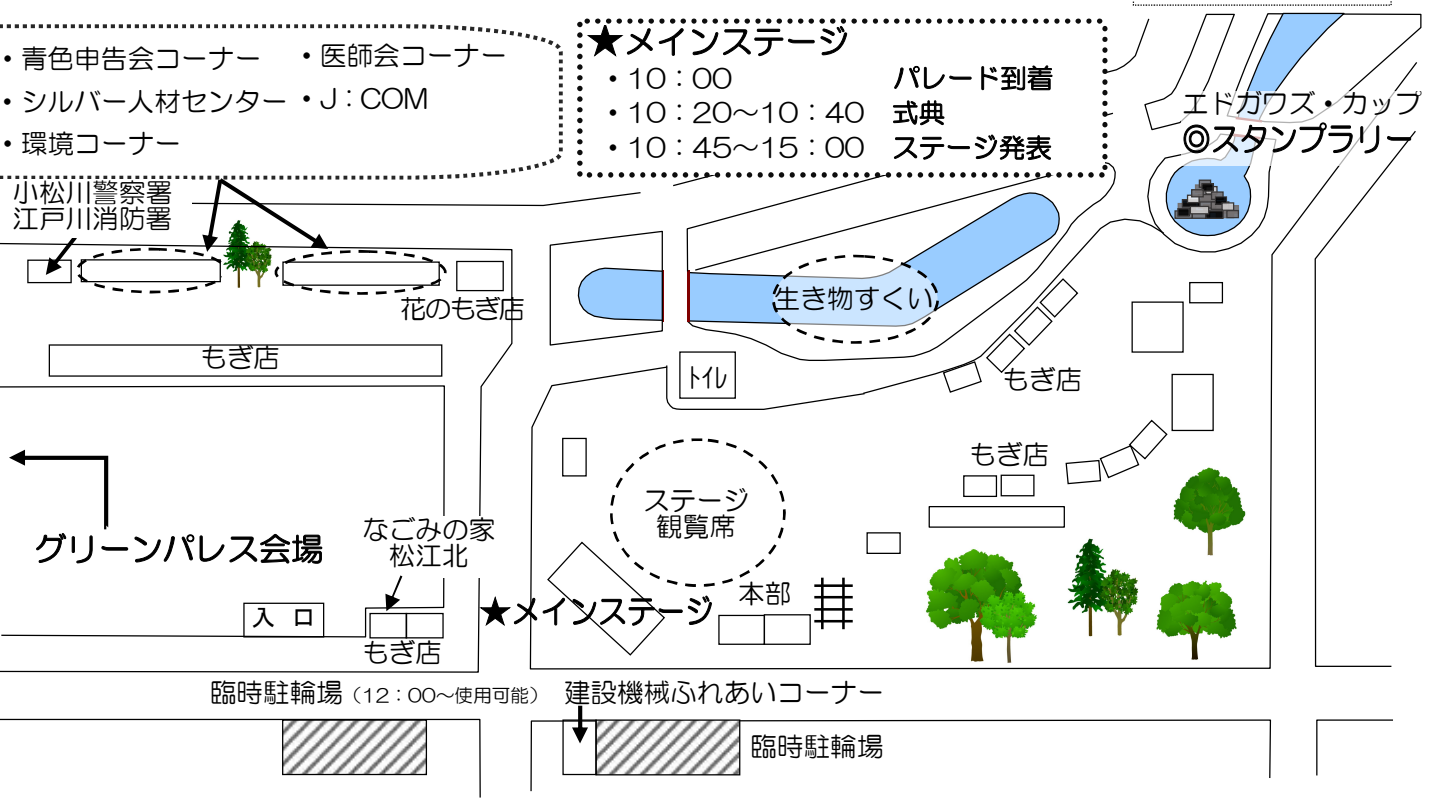 ・青色申告会コーナー　・医師会コーナー
・シルバー人材センター・J：COM
・環境コーナー
★メインステージ
・10：00　パレード到着
・10：20～10：40　式典
・10：45～15：00　ステージ発表
エドガワズ・カップ
◎スタンプラリー
小松川警察署
江戸川消防署
花のもぎ店
生き物すくい
もぎ店
トイレ
もぎ店
もぎ店
ステージ
観覧席
グリーンパレス会場
なごみの家
松江北
入　口
もぎ店
★メインステージ
本部
臨時駐輪場（12：00～使用可能）
建設機械ふれあいコーナー
臨時駐輪場